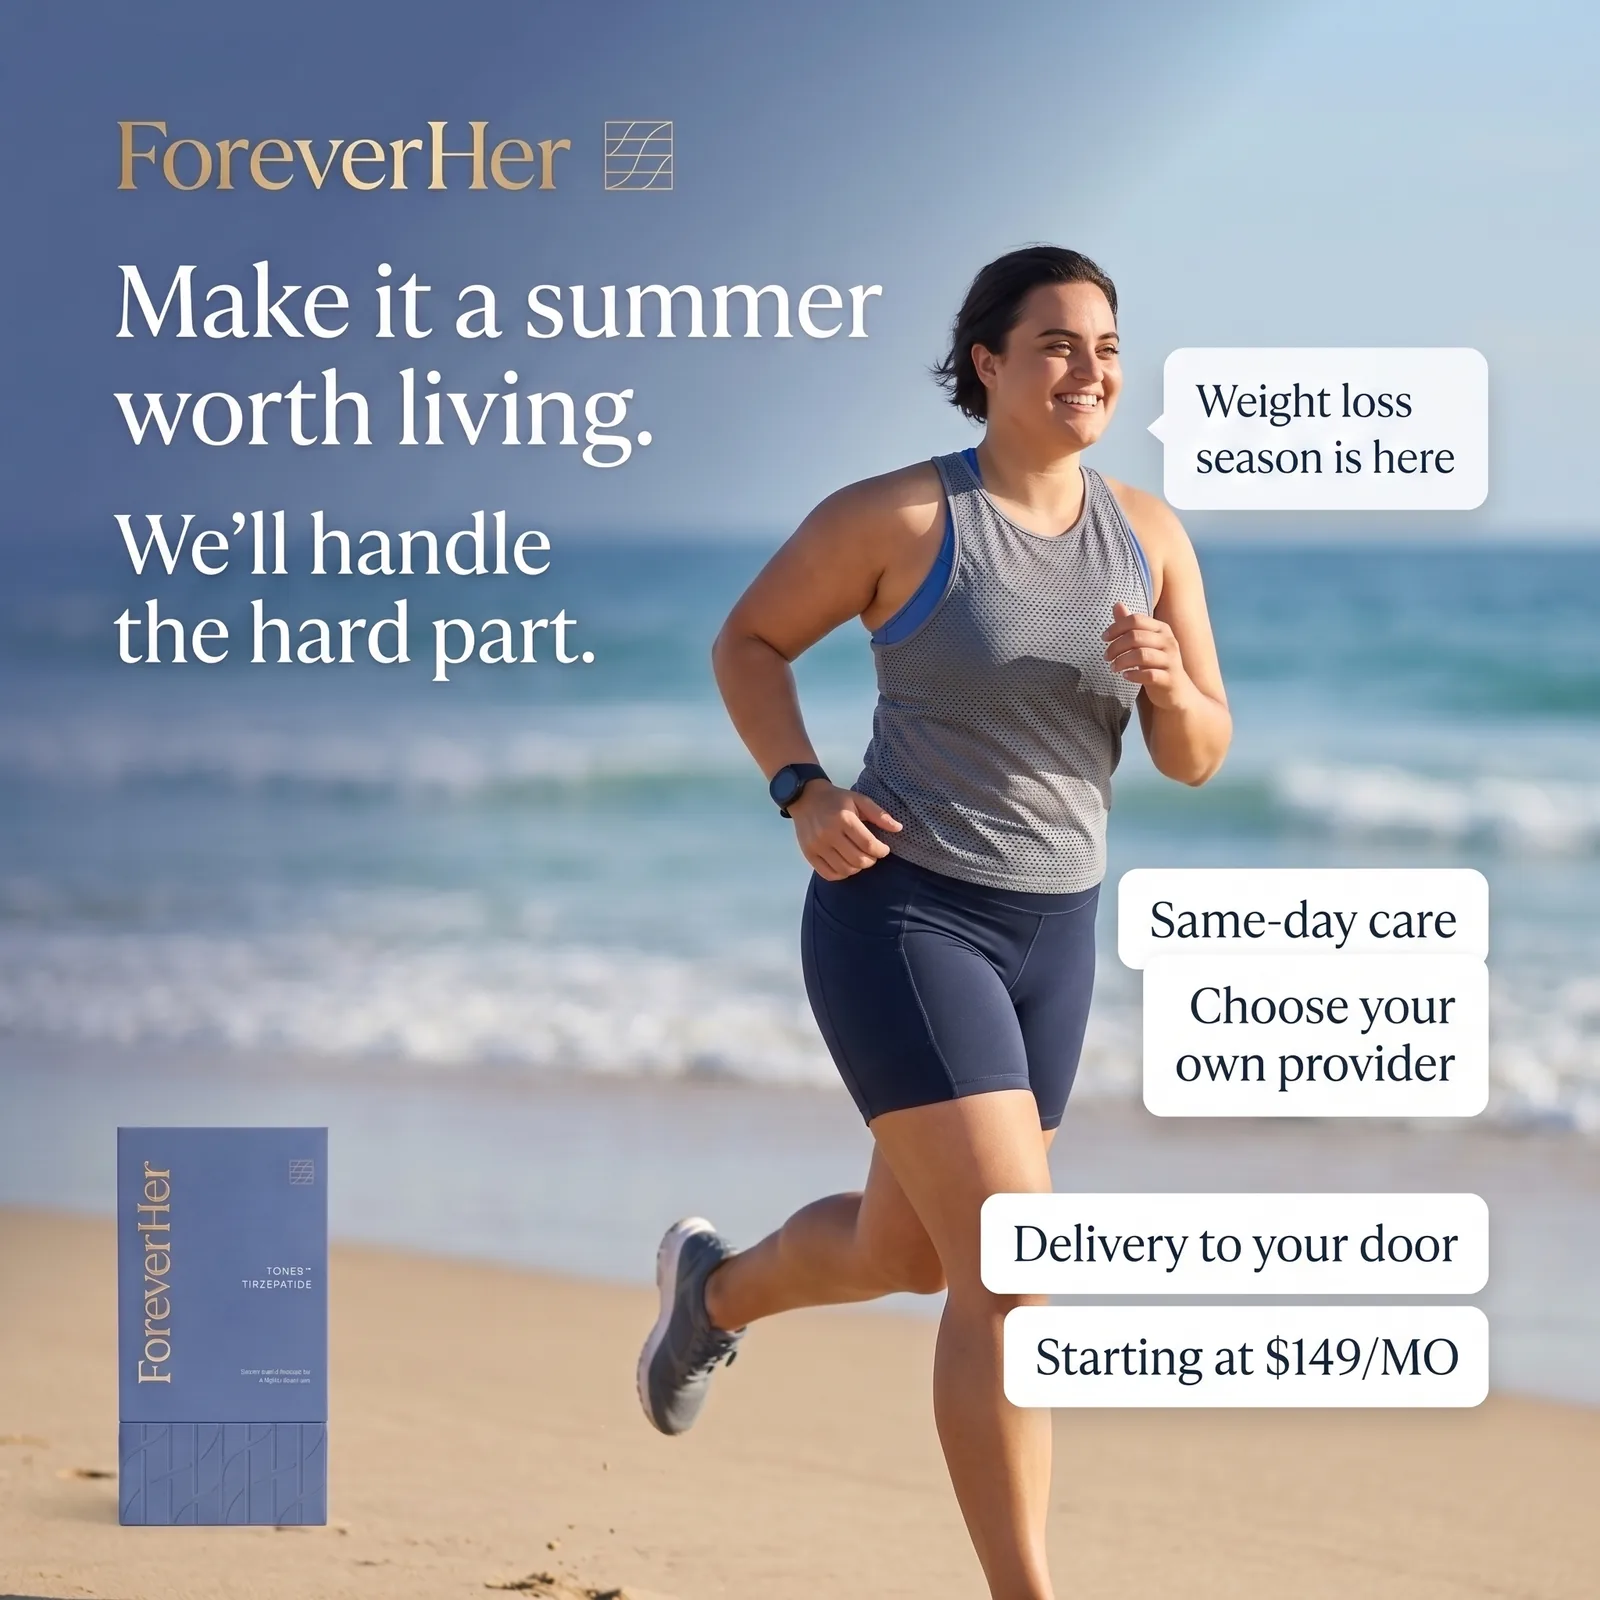 ForeverHer
Make it a summer
worth living.
We'll handle
the hard part.
Weight loss
season is here
Same-day care
Choose your
own provider
Delivery to your door
Starting at $149/MO
ForeverHer
TONES™
TIRZEPATIDE